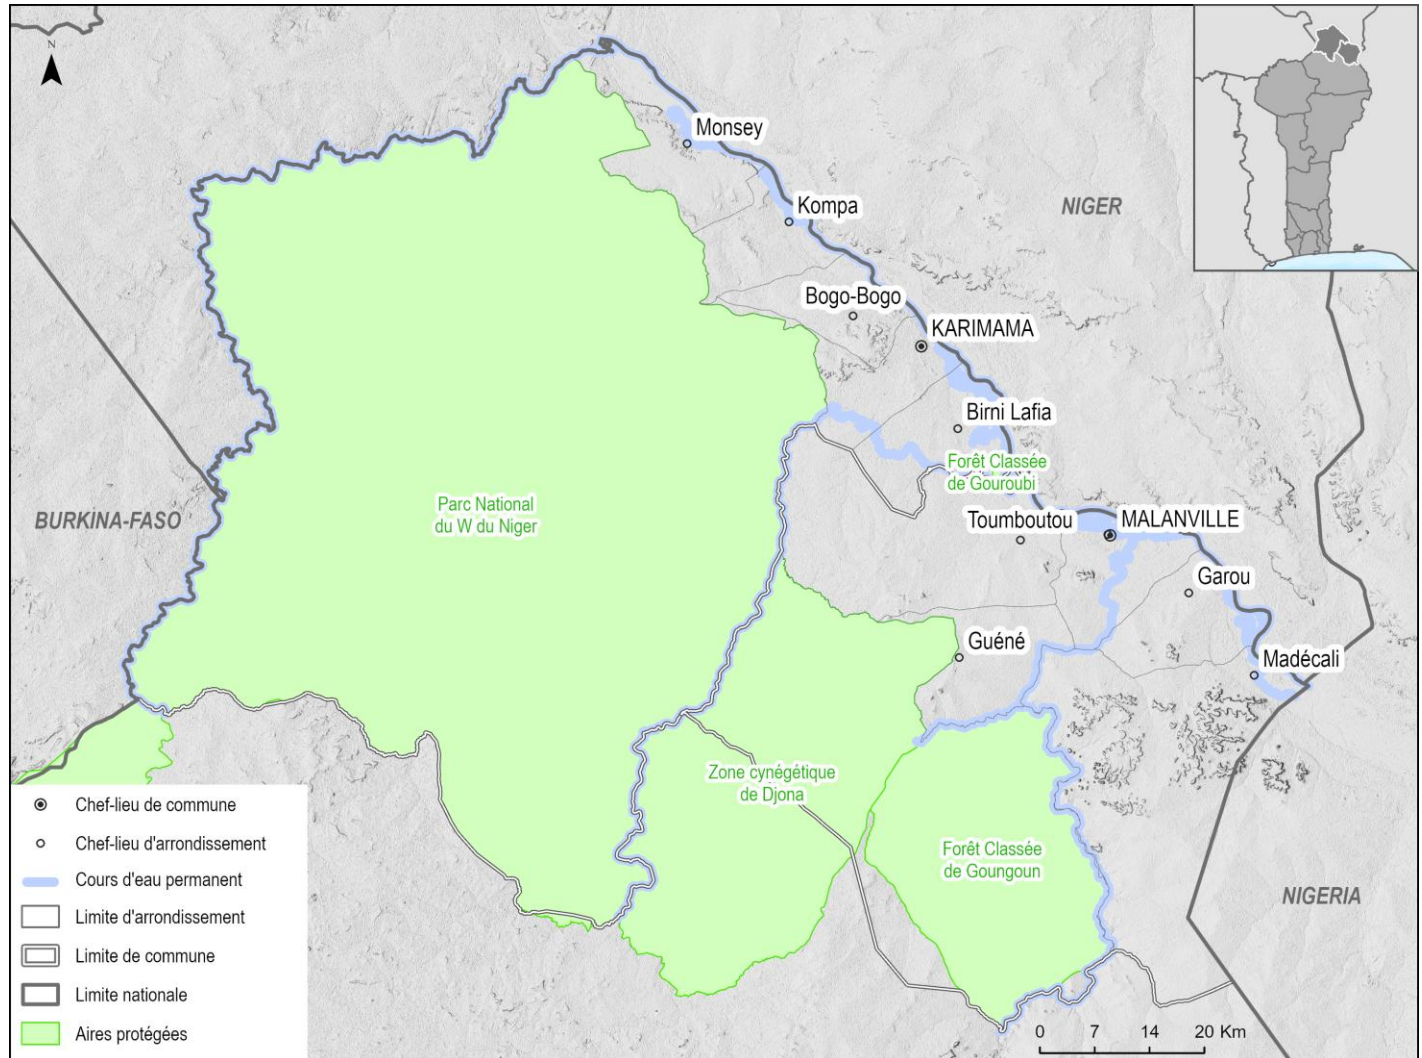 N
Monsey
Kompa
NIGER
Bogo-Bogo
KARIMAMA
Birni Lafia
Forêt Classée
de Gouroubi
Parc National
du W du Niger
BURKINA-FASO
Toumboutou
MALANVILLE
Garou
Guéné
Madécali
Zone cynégétique
de Djona
Forêt Classée
de Goungoun
NIGERIA
Chef-lieu de commune
Chef-lieu d'arrondissement
Cours d'eau permanent
Limite d'arrondissement
Limite de commune
Limite nationale
Aires protégées
0 7 14 20 Km